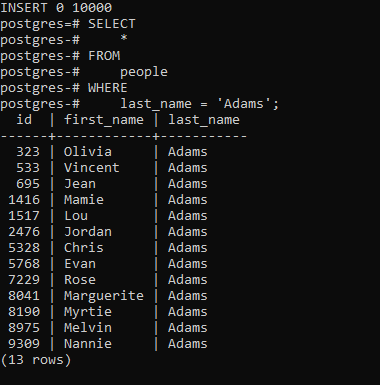 INSERT 0 10000
postgres=# SELECT
postgres-#     *
postgres-# FROM
postgres-#     people
postgres-# WHERE
postgres-#     last_name = 'Adams';
  id  | first_name | last_name
------+------------+-----------
  323 | Olivia     | Adams
  533 | Vincent    | Adams
  695 | Jean       | Adams
 1416 | Mamie      | Adams
 1517 | Lou        | Adams
 2476 | Jordan     | Adams
 5328 | Chris      | Adams
 5768 | Evan       | Adams
 7229 | Rose       | Adams
 8041 | Marguerite | Adams
 8190 | Myrtie     | Adams
 8975 | Melvin     | Adams
 9309 | Nannie     | Adams
(13 rows)